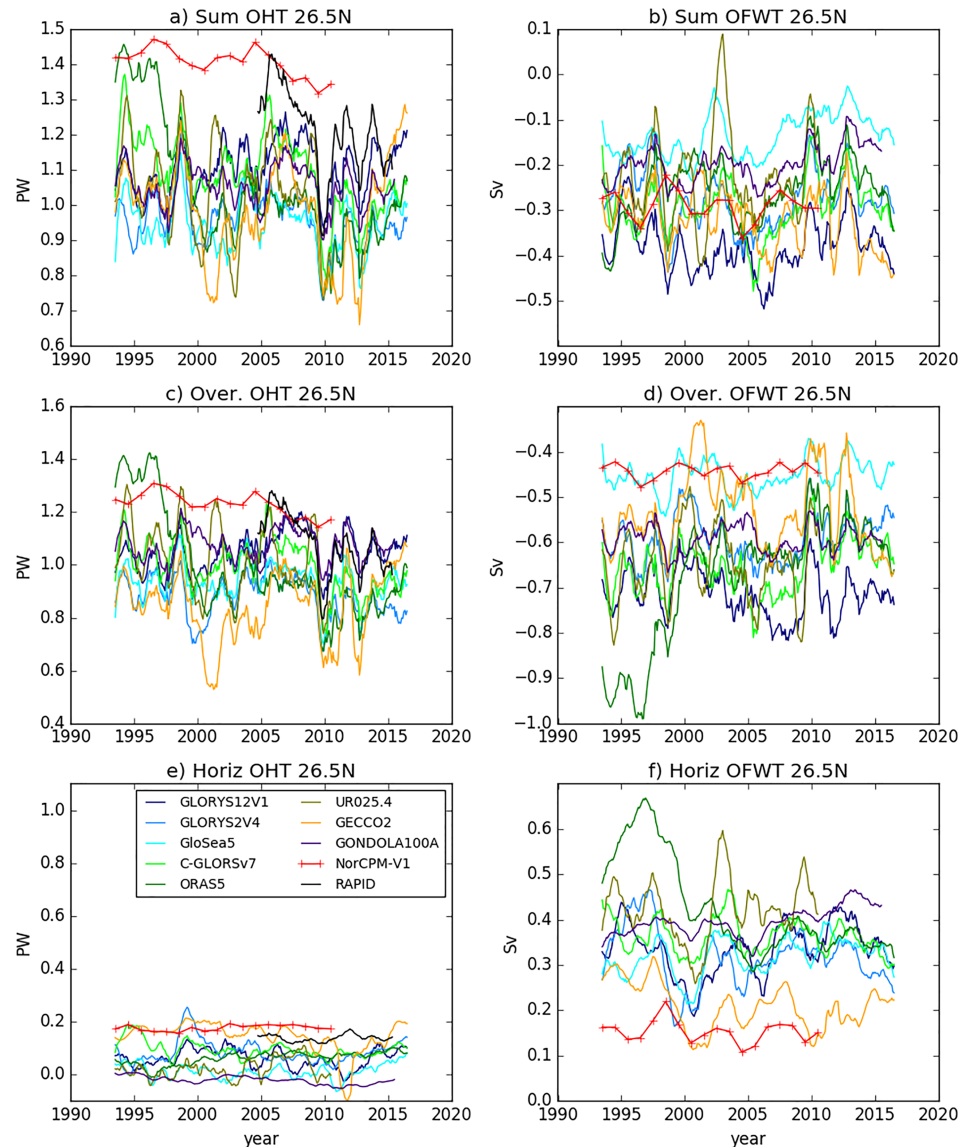 a) Sum OHT 26.5N
1.5
1.4
1.3
1.2
1.1
1.0
0.9
0.8
0.7
0.6
PW
1990 1995 2000 2005 2010 2015 2020
b) Sum OFWT 26.5N
0.1
0.0
−0.1
−0.2
−0.3
−0.4
−0.5
Sv
1990 1995 2000 2005 2010 2015 2020
c) Over. OHT 26.5N
1.6
1.4
1.2
1.0
0.8
0.6
0.4
PW
1990 1995 2000 2005 2010 2015 2020
d) Over. OFWT 26.5N
−0.4
−0.5
−0.6
−0.7
−0.8
−0.9
−1.0
Sv
1990 1995 2000 2005 2010 2015 2020
e) Horiz OHT 26.5N
1.0
0.8
0.6
0.4
0.2
0.0
PW
GLORYS12V1
GLORYS2V4
GloSea5
C-GLORSv7
ORAS5
UR025.4
GECCO2
GONDOLA100A
NorCPM-V1
RAPID
1990 1995 2000 2005 2010 2015 2020
year
f) Horiz OFWT 26.5N
0.6
0.5
0.4
0.3
0.2
0.1
0.0
Sv
1990 1995 2000 2005 2010 2015 2020
year